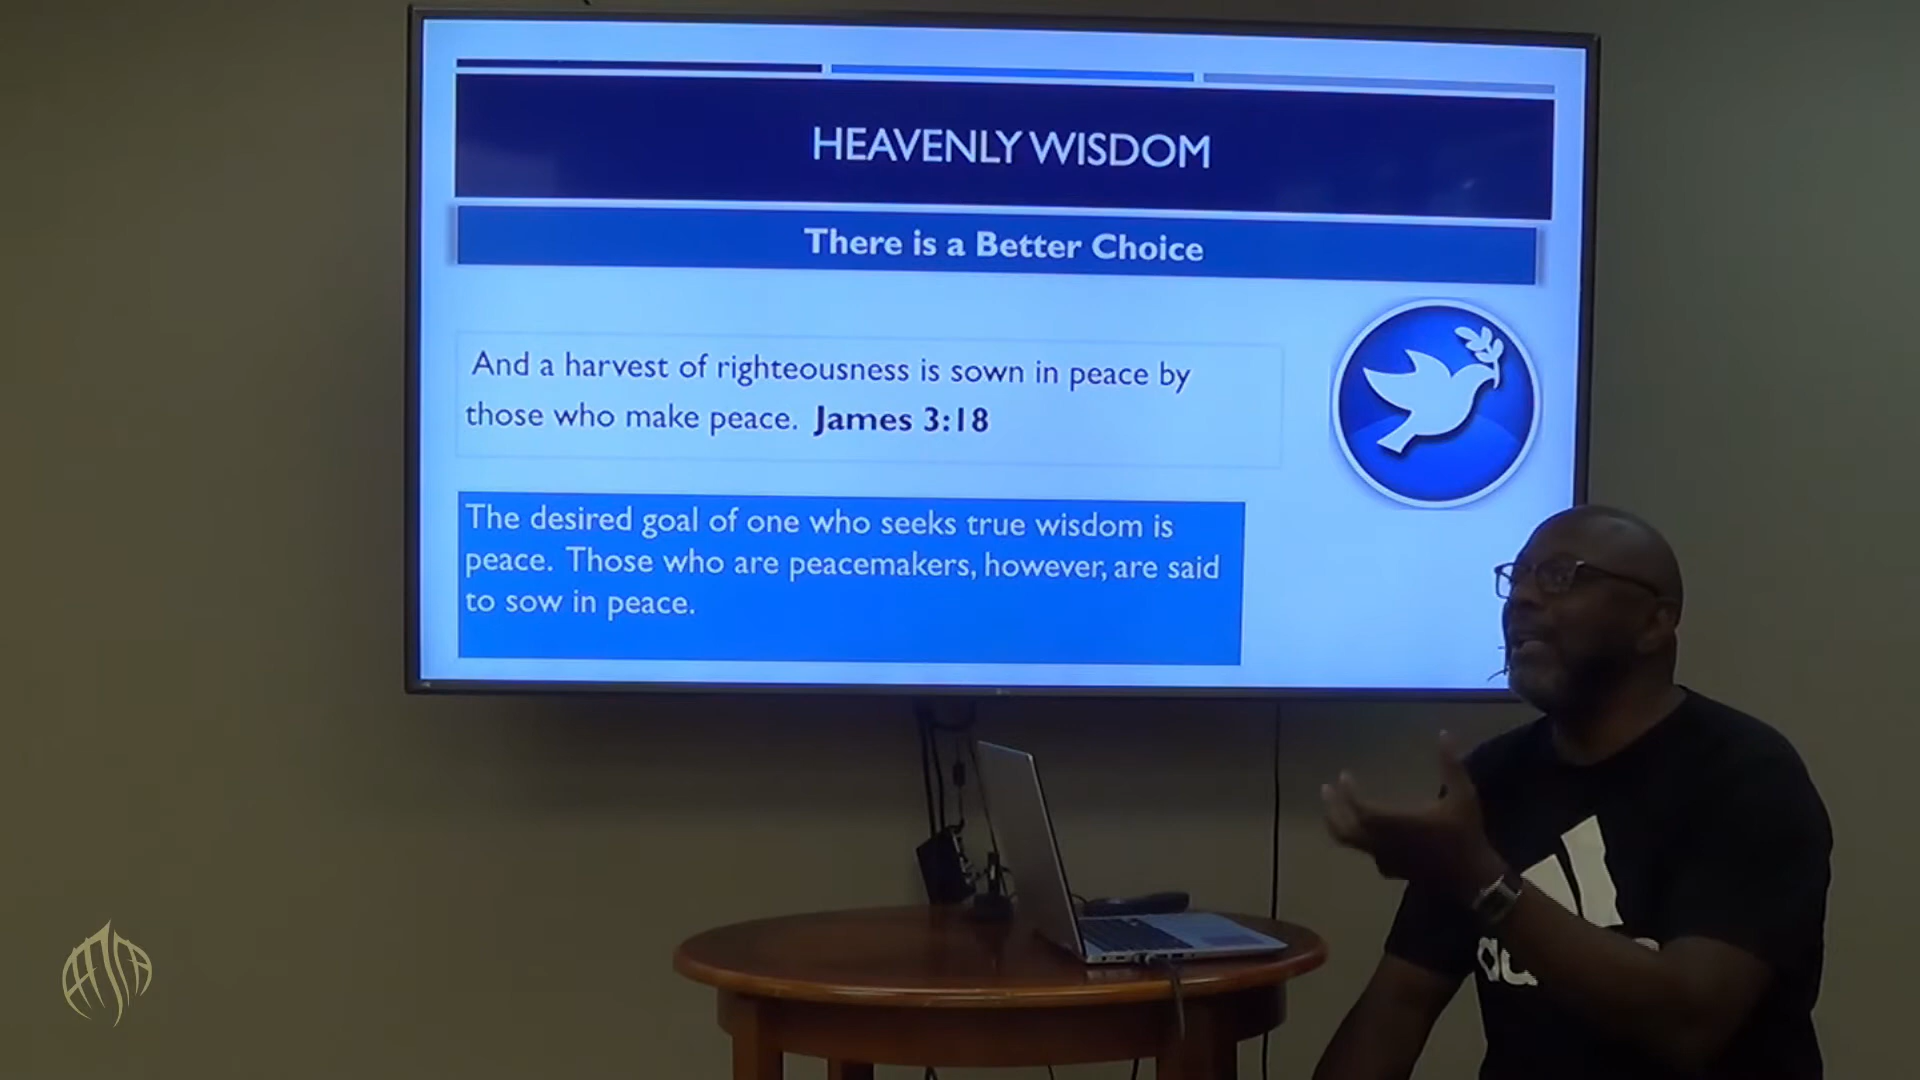 HEAVENLY WISDOM
There is a Better Choice
And a harvest of righteousness is sown in peace by
those who make peace. James 3:18
The desired goal of one who seeks true wisdom is
peace. Those who are peacemakers, however, are said
to sow in peace.